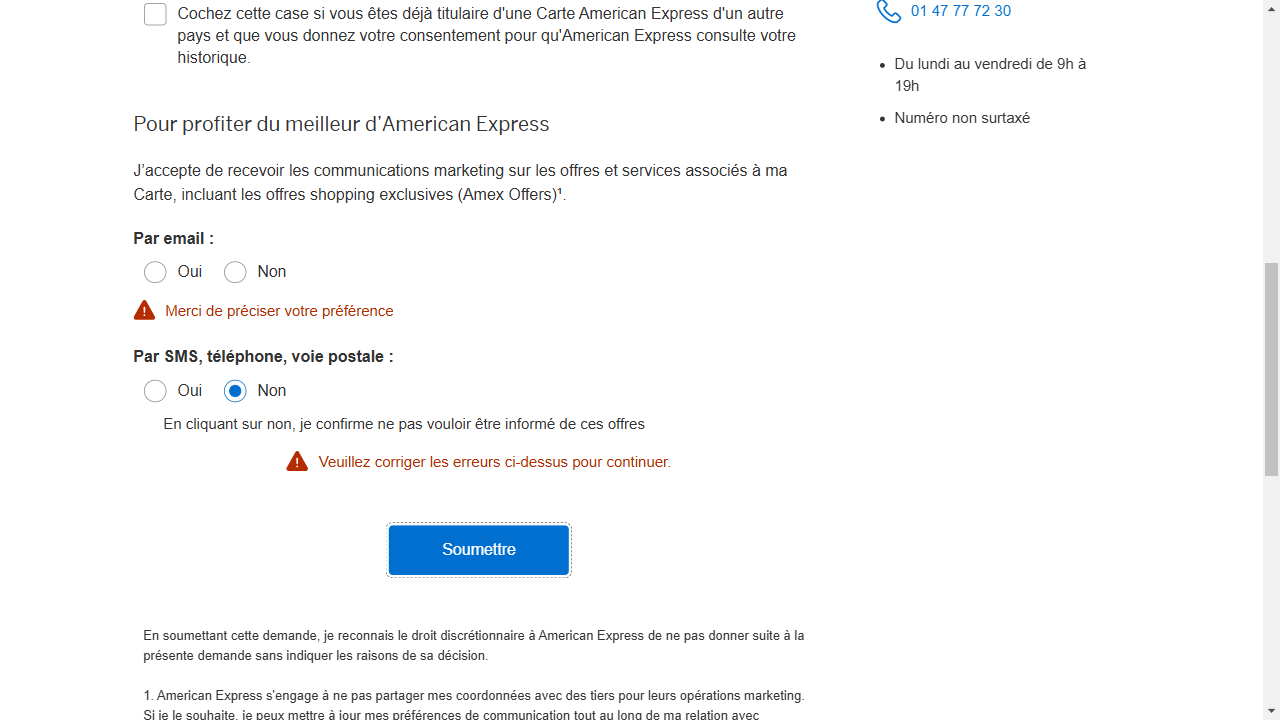 Cochez cette case si vous êtes déjà titulaire d'une Carte American Express d'un autre
pays et que vous donnez votre consentement pour qu'American Express consulte votre
historique.
Pour profiter du meilleur d’American Express
J’accepte de recevoir les communications marketing sur les offres et services associés à ma
Carte, incluant les offres shopping exclusives (Amex Offers)¹.
Par email :
Oui Non
Merci de préciser votre préférence
Par SMS, téléphone, voie postale :
Oui Non
En cliquant sur non, je confirme ne pas vouloir être informé de ces offres
Veuillez corriger les erreurs ci-dessus pour continuer.
Soumettre
En soumettant cette demande, je reconnais le droit discrétionnaire à American Express de ne pas donner suite à la
présente demande sans indiquer les raisons de sa décision.
1. American Express s'engage à ne pas partager mes coordonnées avec des tiers pour leurs opérations marketing.
Si je le souhaite, je peux mettre à jour mes préférences de communication tout au long de ma relation avec
01 47 77 72 30
Du lundi au vendredi de 9h à
19h
Numéro non surtaxé